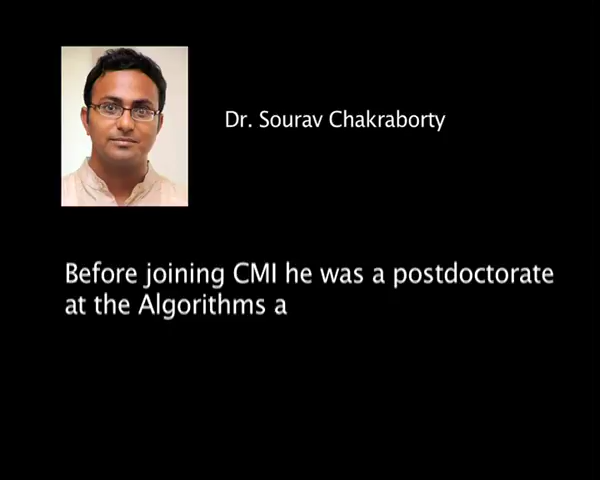 Dr. Sourav Chakraborty
Before joining CMI he was a postdoctorate
at the Algorithms a